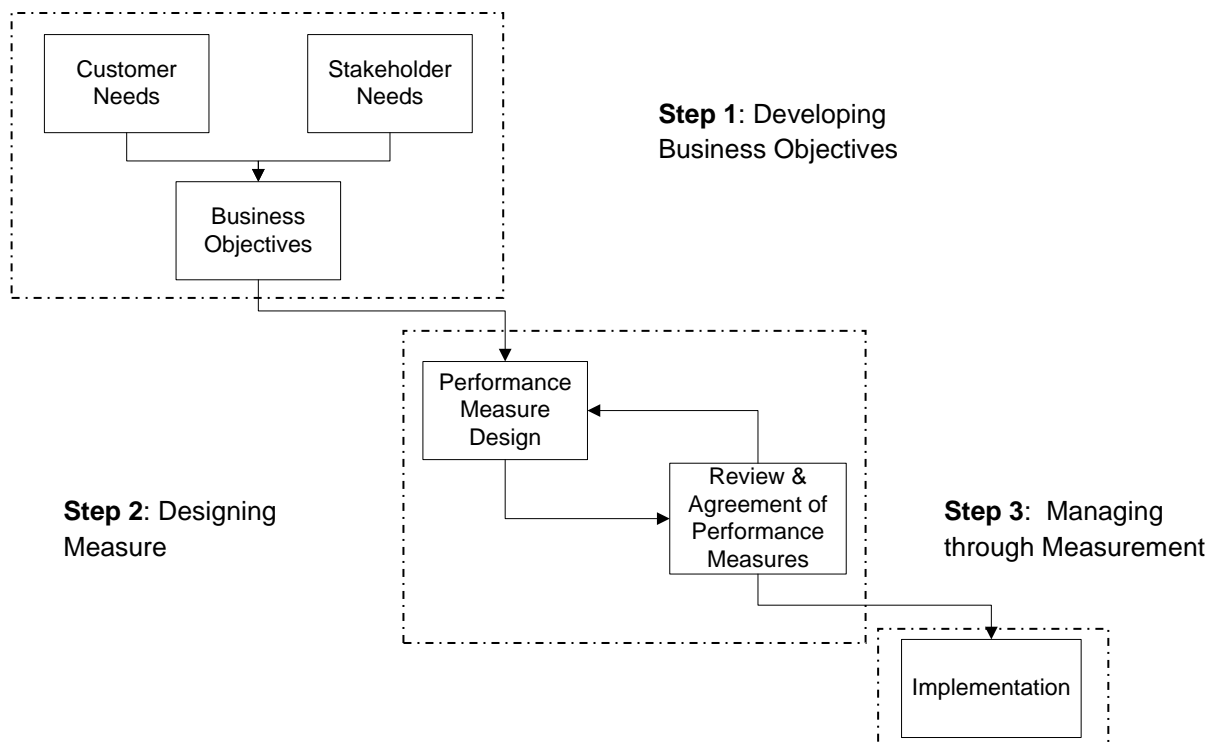 Customer
Needs
Stakeholder
Needs
Step 1: Developing
Business Objectives
Business
Objectives
Performance
Measure
Design
Review &
Agreement of
Performance
Measures
Step 2: Designing
Measure
Step 3: Managing
through Measurement
Implementation